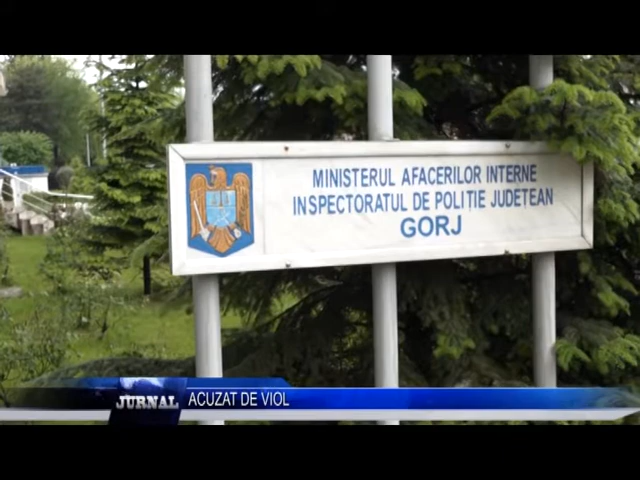 MINISTERUL AFACERILOR INTERNE
INSPECTORATUL DE POLIȚIE JUDEȚEAN
GORJ
JURNAL
ACUZAT DE VIOL